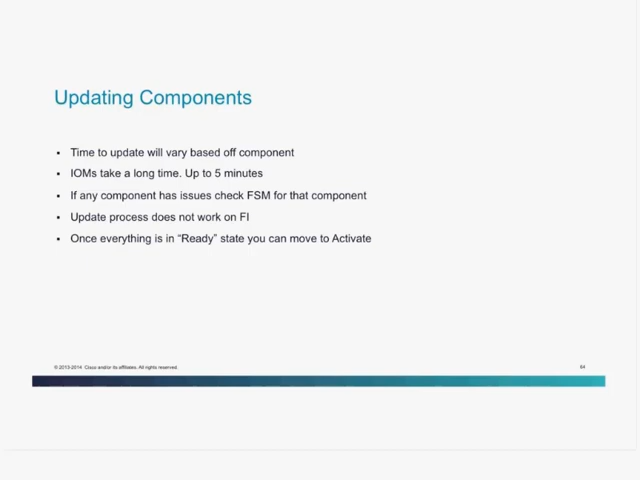 Updating Components
▪ Time to update will vary based off component
▪ IOMs take a long time. Up to 5 minutes
▪ If any component has issues check FSM for that component
▪ Update process does not work on FI
▪ Once everything is in “Ready” state you can move to Activate
© 2013-2014 Cisco and/or its affiliates. All rights reserved.
64